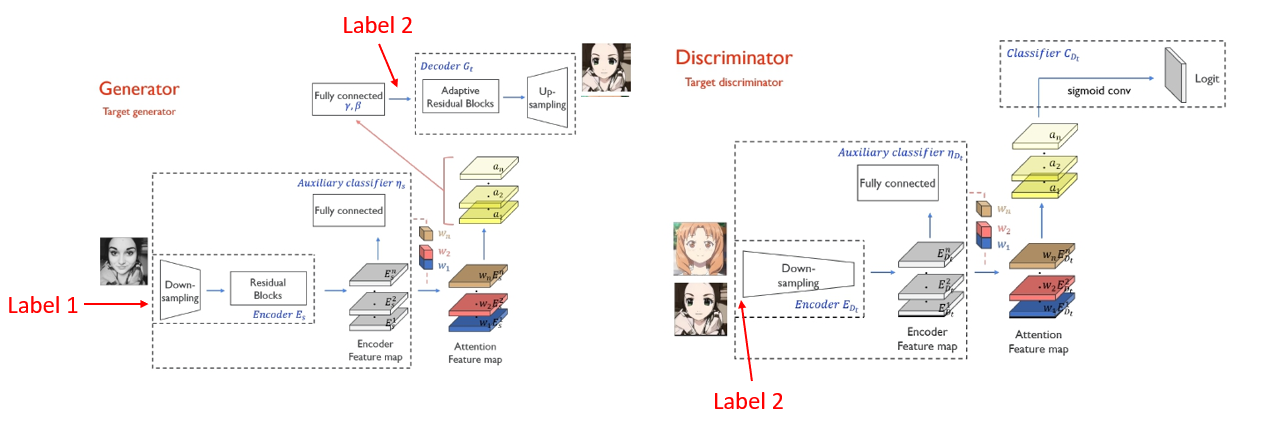 Label 2
Generator
Target generator
Fully connected
γ, β
Decoder G_t
Adaptive
Residual Blocks
Up-
sampling
a_n
a_2
a_1
Auxiliary classifier η_s
Fully connected
w_n
w_2
w_1
Label 1
Down-
sampling
Residual
Blocks
Encoder E_s
E_s^n
E_s^2
E_s^1
Encoder
Feature map
w_n E_s^n
w_2 E_s^2
w_1 E_s^1
Attention
Feature map
Discriminator
Target discriminator
Classifier C_{D_t}
sigmoid conv
Logit
a_n
a_2
a_1
Auxiliary classifier η_{D_t}
Fully connected
w_n
w_2
w_1
Down-
sampling
Encoder E_{D_t}
E_{D_t}^n
E_{D_t}^2
E_{D_t}^1
Encoder
Feature map
w_n E_{D_t}^n
w_2 E_{D_t}^2
w_1 E_{D_t}^1
Attention
Feature map
Label 2